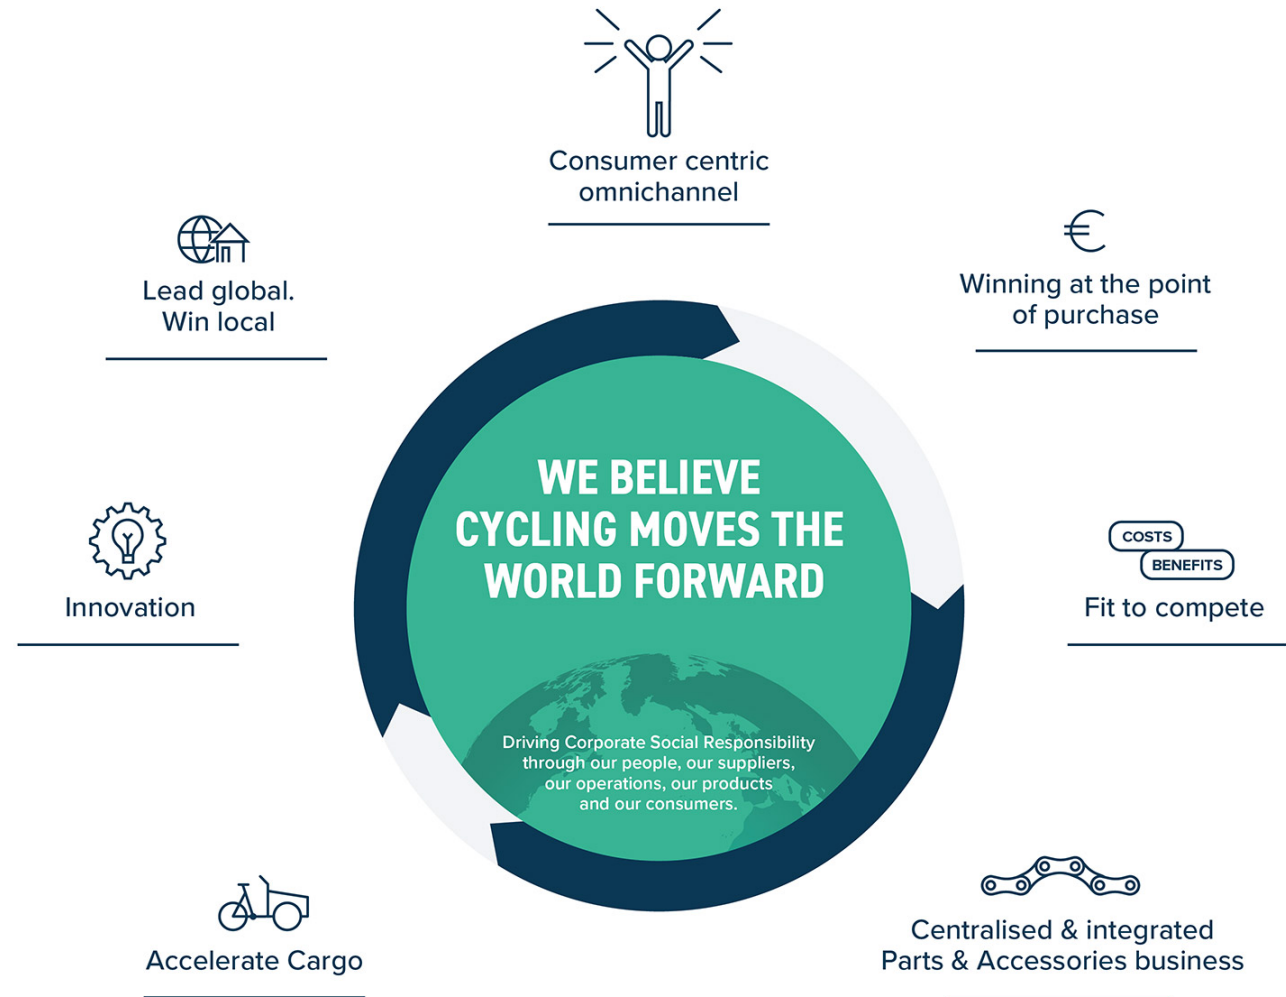 Consumer centric
omnichannel
Lead global.
Win local
€
Winning at the point
of purchase
WE BELIEVE
CYCLING MOVES THE
WORLD FORWARD
Innovation
COSTS
BENEFITS
Fit to compete
Driving Corporate Social Responsibility
through our people, our suppliers,
our operations, our products
and our consumers.
Accelerate Cargo
Centralised & integrated
Parts & Accessories business